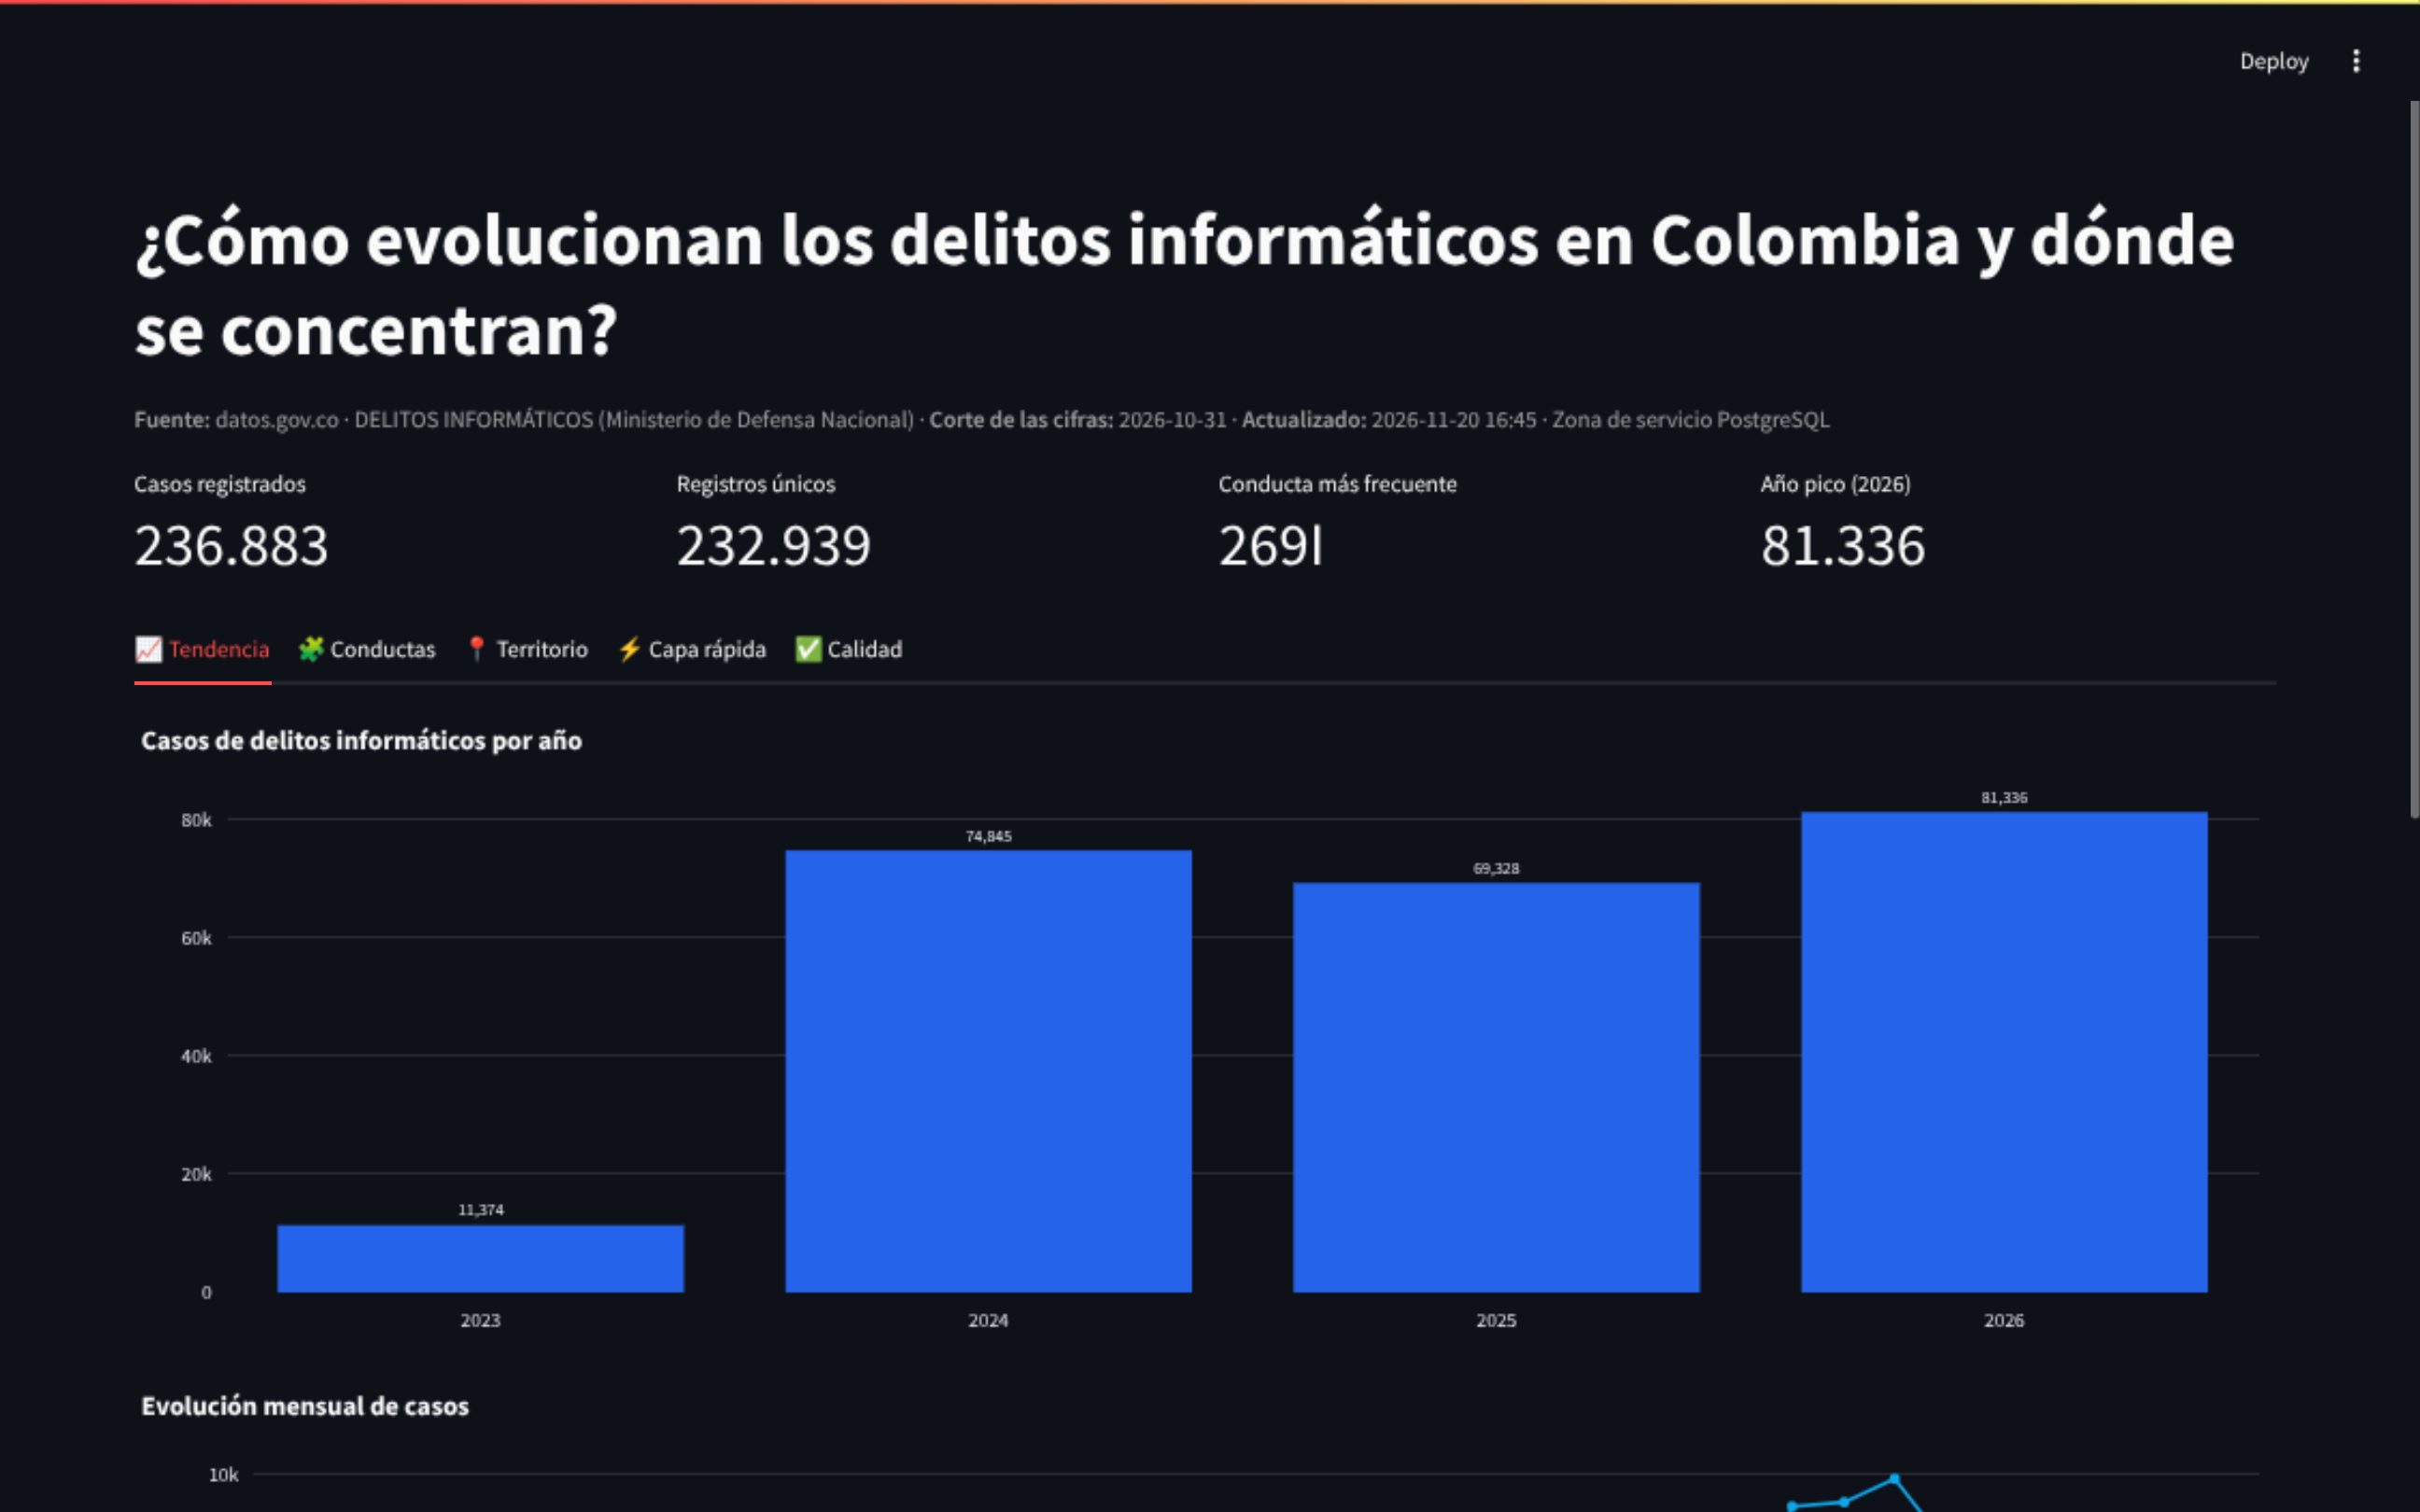 Deploy
¿Cómo evolucionan los delitos informáticos en Colombia y dónde
se concentran?
Fuente: datos.gov.co · DELITOS INFORMÁTICOS (Ministerio de Defensa Nacional) · Corte de las cifras: 2026-10-31 · Actualizado: 2026-11-20 16:45 · Zona de servicio PostgreSQL
Casos registrados
236.883
Registros únicos
232.939
Conducta más frecuente
269I
Año pico (2026)
81.336
Tendencia
Conductas
Territorio
Capa rápida
Calidad
Casos de delitos informáticos por año
80k
60k
40k
20k
0
11,374
74,845
69,328
81,336
2023
2024
2025
2026
Evolución mensual de casos
10k